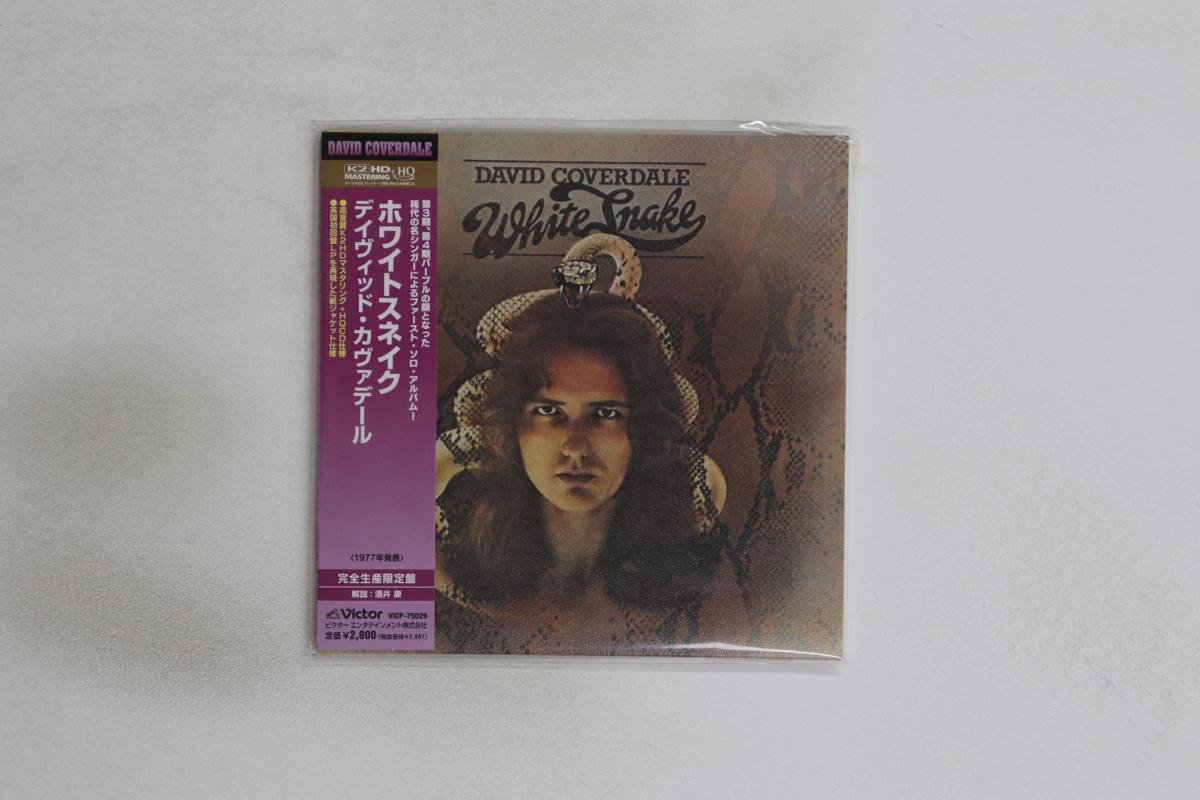 DAVID COVERDALE
K2 HD MASTERING + HQ
第3期、第4期パープルの顔となった
稀代の名シンガーによるファースト・ソロ・アルバム!
ホワイトスネイク
デイヴィッド・カヴァデール
●高音質K2HDマスタリング+HQCD仕様
●英国初回盤LPを再現した紙ジャケット仕様
〈1977年発表〉
完全生産限定盤
解説:酒井 康
Victor VICP-75029
ビクター エンタテインメント株式会社
定価¥2,800(税抜価格¥2,667)
DAVID COVERDALE
White Snake